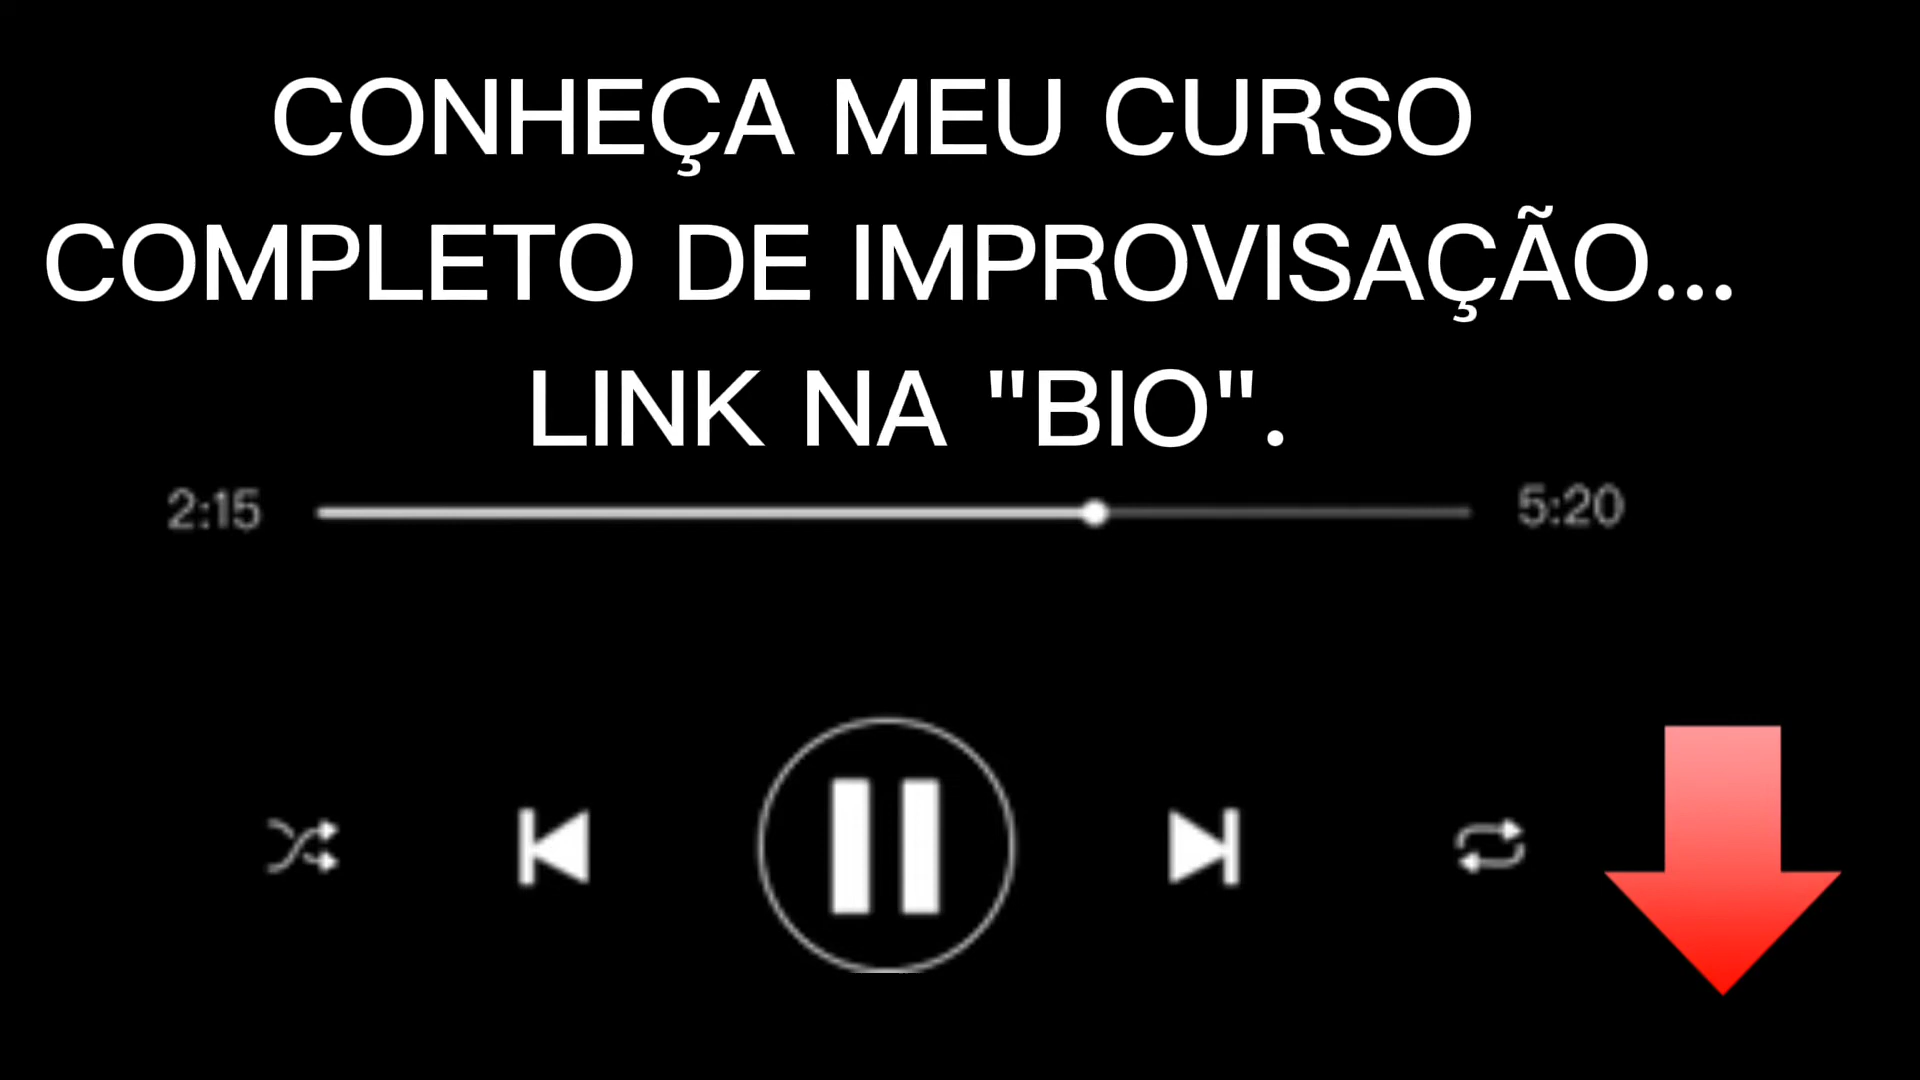 CONHEÇA MEU CURSO
COMPLETO DE IMPROVISAÇÃO...
LINK NA "BIO".
2:15 5:20